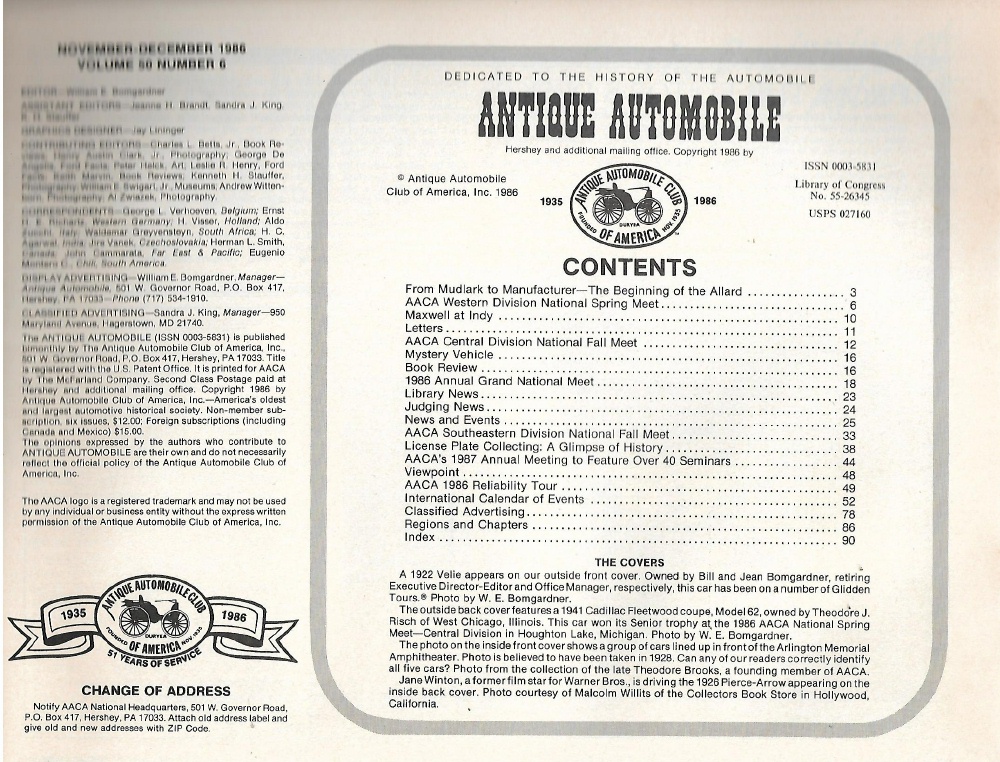 NOVEMBER-DECEMBER 1986
VOLUME 50 NUMBER 6
EDITOR—William E. Bomgardner
ASSISTANT EDITORS—Jeanne H. Brandt, Sandra J. King,
R. H. Stauffer
GRAPHICS DESIGNER—Jay Lininger
CONTRIBUTING EDITORS—Charles L. Betts, Jr., Book Re-
views; Henry Austin Clark, Jr., Photography; George De
Angelis, Ford Facts; Peter Helck, Art; Leslie R. Henry, Ford
Facts; Keith Marvin, Book Reviews; Kenneth H. Stauffer,
Photography; William E. Swigart, Jr., Museums; Andrew Witten-
born, Photography; Al Zwiazek, Photography.
CORRESPONDENTS—George L. Verhoeven, Belgium; Ernst
Western Germany; H. Visser, Holland; Aldo
Italy; Waldemar Greyvensteyn, South Africa; H. C.
Agarwal, India; Jira Vanek, Czechoslovakia; Herman L. Smith,
Canada; John Cammarata, Far East & Pacific; Eugenio
Chili, South America.
DISPLAY ADVERTISING—William E. Bomgardner, Manager—
Antique Automobile, 501 W. Governor Road, P.O. Box 417,
Hershey, PA 17033—Phone (717) 534-1910.
CLASSIFIED ADVERTISING—Sandra J. King, Manager—950
Maryland Avenue, Hagerstown, MD 21740.
The ANTIQUE AUTOMOBILE (ISSN 0003-5831) is published
bimonthly by The Antique Automobile Club of America, Inc.,
501 W. Governor Road, P.O. Box 417, Hershey, PA 17033. Title
is registered with the U.S. Patent Office. It is printed for AACA
by The McFarland Company. Second Class Postage paid at
Hershey and additional mailing office. Copyright 1986 by
Antique Automobile Club of America, Inc.—America's oldest
and largest automotive historical society. Non-member sub-
scription, six issues, $12.00; Foreign subscriptions (including
Canada and Mexico) $15.00.
The opinions expressed by the authors who contribute to
ANTIQUE AUTOMOBILE are their own and do not necessarily
reflect the official policy of the Antique Automobile Club of
America, Inc.
The AACA logo is a registered trademark and may not be used
by any individual or business entity without the express written
permission of the Antique Automobile Club of America, Inc.
ANTIQUE AUTOMOBILE CLUB
1935 1986
DURYEA
FOUNDED NOV. 1935
OF AMERICA
51 YEARS OF SERVICE
CHANGE OF ADDRESS
Notify AACA National Headquarters, 501 W. Governor Road,
P.O. Box 417, Hershey, PA 17033. Attach old address label and
give old and new addresses with ZIP Code.
DEDICATED TO THE HISTORY OF THE AUTOMOBILE
ANTIQUE AUTOMOBILE
Hershey and additional mailing office. Copyright 1986 by
© Antique Automobile
Club of America, Inc. 1986
1935 1986
ANTIQUE AUTOMOBILE CLUB
DURYEA
FOUNDED NOV. 1935
OF AMERICA
ISSN 0003-5831
Library of Congress
No. 55-26345
USPS 027160
CONTENTS
From Mudlark to Manufacturer—The Beginning of the Allard .............. 3
AACA Western Division National Spring Meet.......................... 6
Maxwell at Indy .................................................... 10
Letters............................................................ 11
AACA Central Division National Fall Meet ............................ 12
Mystery Vehicle .................................................... 16
Book Review ....................................................... 16
1986 Annual Grand National Meet.................................... 18
Library News....................................................... 23
Judging News....................................................... 24
News and Events ................................................... 25
AACA Southeastern Division National Fall Meet........................ 33
License Plate Collecting: A Glimpse of History......................... 38
AACA's 1987 Annual Meeting to Feature Over 40 Seminars ............... 44
Viewpoint ......................................................... 48
AACA 1986 Reliability Tour .......................................... 49
International Calendar of Events ..................................... 52
Classified Advertising............................................... 78
Regions and Chapters ............................................... 86
Index ............................................................. 90
THE COVERS
A 1922 Velie appears on our outside front cover. Owned by Bill and Jean Bomgardner, retiring
Executive Director-Editor and Office Manager, respectively, this car has been on a number of Glidden
Tours.® Photo by W. E. Bomgardner.
The outside back cover features a 1941 Cadillac Fleetwood coupe, Model 62, owned by Theodore J.
Risch of West Chicago, Illinois. This car won its Senior trophy at the 1986 AACA National Spring
Meet—Central Division in Houghton Lake, Michigan. Photo by W. E. Bomgardner.
The photo on the inside front cover shows a group of cars lined up in front of the Arlington Memorial
Amphitheater. Photo is believed to have been taken in 1928. Can any of our readers correctly identify
all five cars? Photo from the collection of the late Theodore Brooks, a founding member of AACA.
Jane Winton, a former film star for Warner Bros., is driving the 1926 Pierce-Arrow appearing on the
inside back cover. Photo courtesy of Malcolm Willits of the Collectors Book Store in Hollywood,
California.